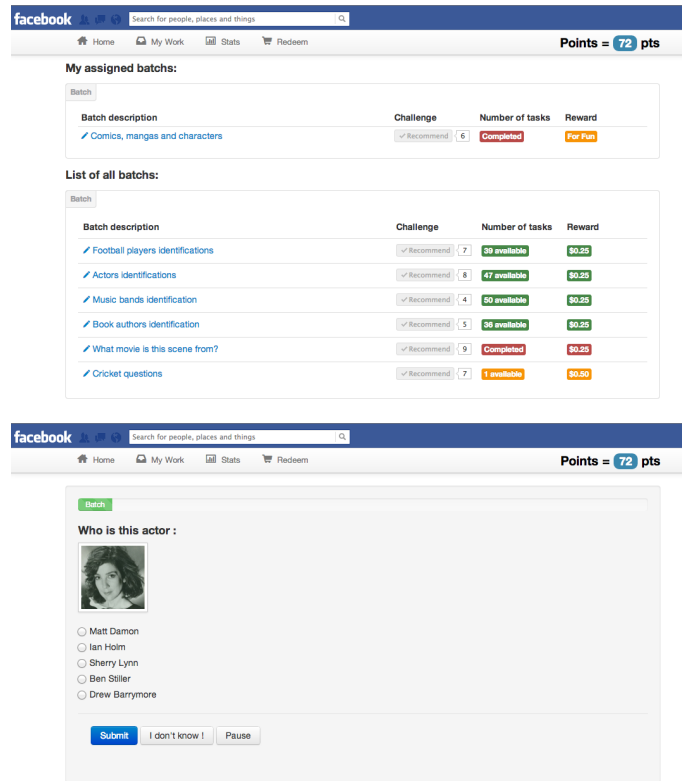 facebook Search for people, places and things
Home My Work Stats Redeem Points = 72 pts
My assigned batchs:
Batch
Batch description Challenge Number of tasks Reward
Comics, mangas and characters Recommend 6 Completed For Fun
List of all batchs:
Batch
Batch description Challenge Number of tasks Reward
Football players identifications Recommend 7 39 available $0.25
Actors identifications Recommend 8 47 available $0.25
Music bands identification Recommend 4 50 available $0.25
Book authors identification Recommend 5 36 available $0.25
What movie is this scene from? Recommend 9 Completed $0.25
Cricket questions Recommend 7 1 available $0.50
facebook Search for people, places and things
Home My Work Stats Redeem Points = 72 pts
Batch
Who is this actor :
Matt Damon
Ian Holm
Sherry Lynn
Ben Stiller
Drew Barrymore
Submit I don't know ! Pause